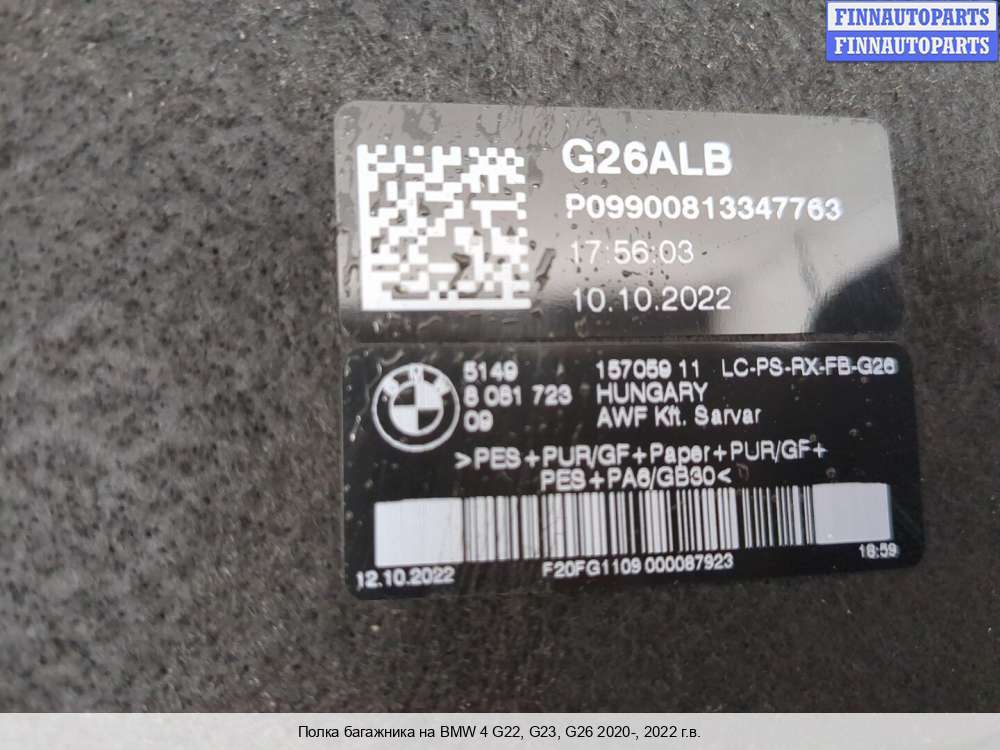 FINNAUTOPARTS
FINNAUTOPARTS
G26ALB
P09900813347763
17:56:03
10.10.2022
5149 157059 11 LC-PS-RX-FB-G26
8 081 723 HUNGARY
09 AWF Kft. Sarvar
>PES+PUR/GF+Paper+PUR/GF+
PES+PA6/GB30<
12.10.2022 F20FG1109 000087923 16:59
Полка багажника на BMW 4 G22, G23, G26 2020-, 2022 г.в.